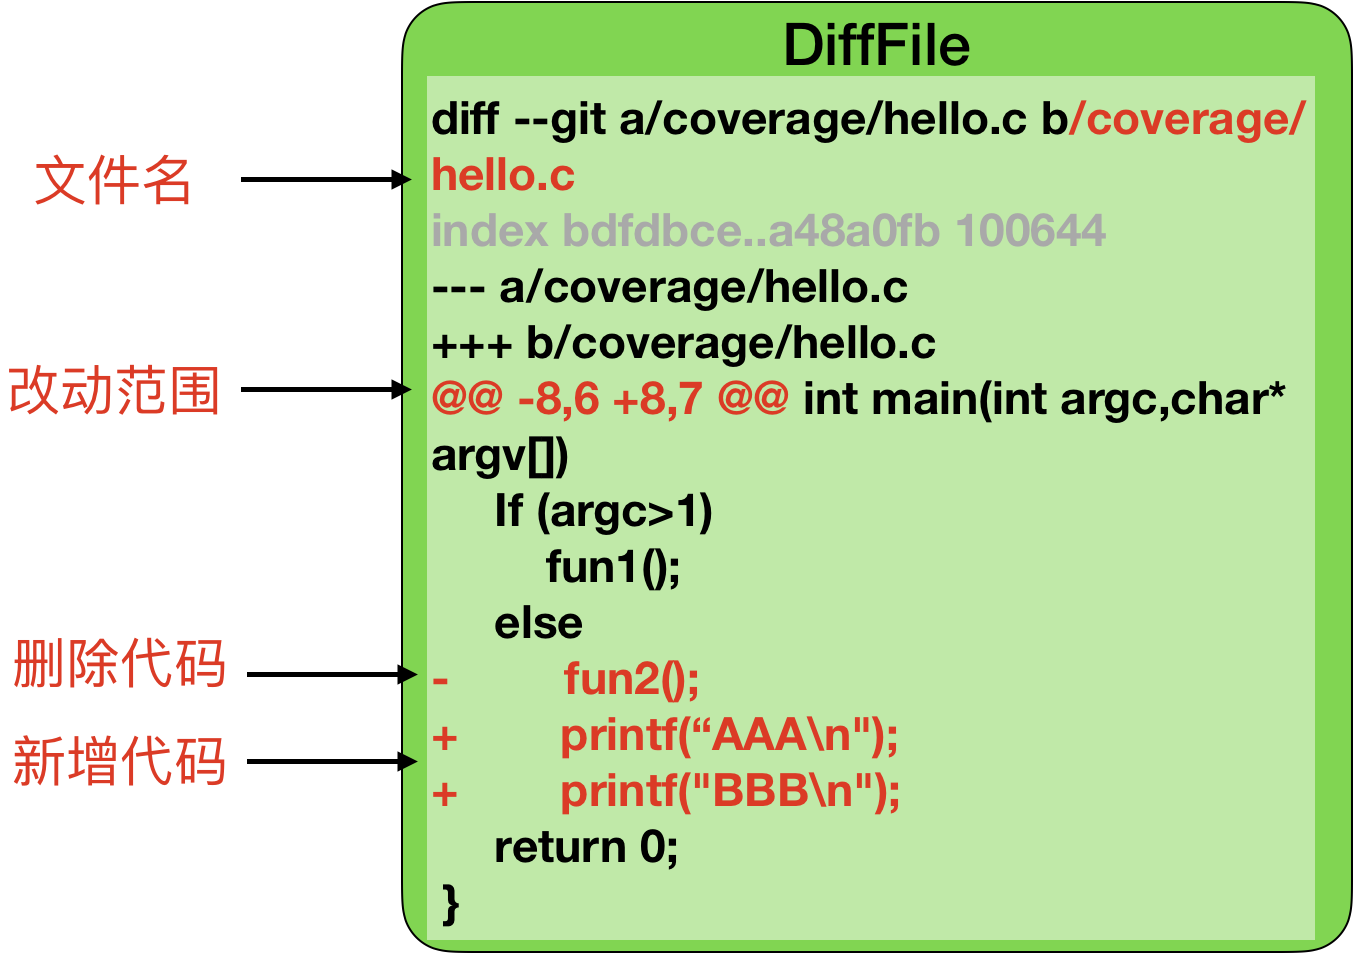 DiffFile
diff --git a/coverage/hello.c b/coverage/
文件名
hello.c
index bdfdbce..a48a0fb 100644
--- a/coverage/hello.c
+++ b/coverage/hello.c
改动范围
@@ -8,6 +8,7 @@ int main(int argc,char*
argv[])
If (argc>1)
fun1();
else
删除代码
- fun2();
+ printf(“AAA\n");
新增代码
+ printf("BBB\n");
return 0;
}